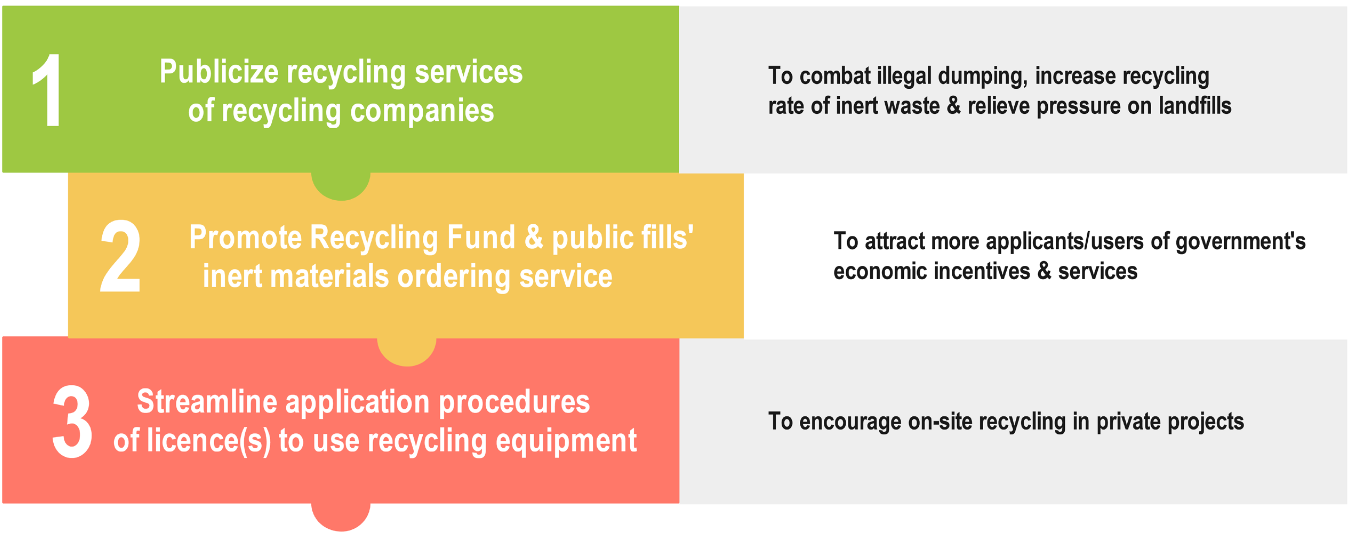 1
Publicize recycling services
of recycling companies
To combat illegal dumping, increase recycling
rate of inert waste & relieve pressure on landfills
2
Promote Recycling Fund & public fills'
inert materials ordering service
To attract more applicants/users of government's
economic incentives & services
3
Streamline application procedures
of licence(s) to use recycling equipment
To encourage on-site recycling in private projects